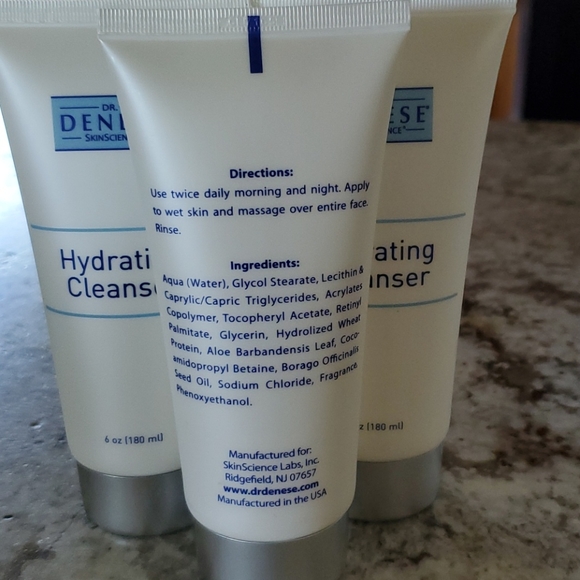 DR.
DENE
SKINSCIEN
Hydrati
Cleanse
6 oz (180 ml)
Directions:
Use twice daily morning and night. Apply
to wet skin and massage over entire face.
Rinse.
Ingredients:
Aqua (Water), Glycol Stearate, Lecithin &
Caprylic/Capric Triglycerides, Acrylates
Copolymer, Tocopheryl Acetate, Retinyl
Palmitate, Glycerin, Hydrolized Wheat
Protein, Aloe Barbandensis Leaf, Coco-
amidopropyl Betaine, Borago Officinalis
Seed Oil, Sodium Chloride, Fragrance,
Phenoxyethanol.
Manufactured for:
SkinScience Labs, Inc.
Ridgefield, NJ 07657
www.drdenese.com
Manufactured in the USA
ESE
NCE
rating
anser
z (180 ml)